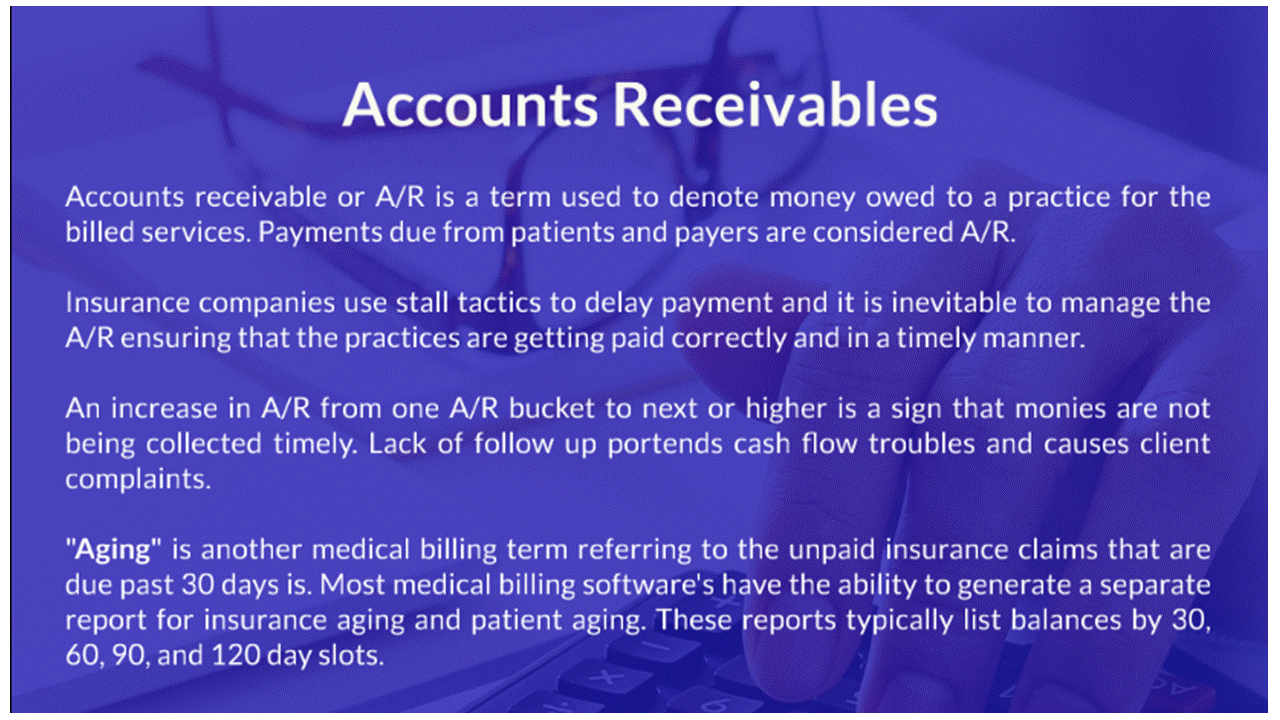 Accounts Receivables
Accounts receivable or A/R is a term used to denote money owed to a practice for the
billed services. Payments due from patients and payers are considered A/R.
Insurance companies use stall tactics to delay payment and it is inevitable to manage the
A/R ensuring that the practices are getting paid correctly and in a timely manner.
An increase in A/R from one A/R bucket to next or higher is a sign that monies are not
being collected timely. Lack of follow up portends cash flow troubles and causes client
complaints.
"Aging" is another medical billing term referring to the unpaid insurance claims that are
due past 30 days is. Most medical billing software's have the ability to generate a separate
report for insurance aging and patient aging. These reports typically list balances by 30,
60, 90, and 120 day slots.